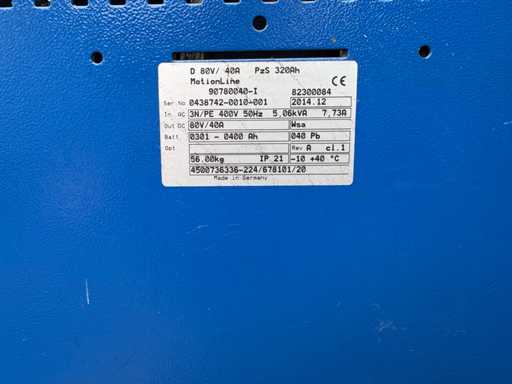 D 80V/ 40A PzS 320Ah
MotionLine
90780040-I 82300084
CE
Ser No 0438742-0010-001 2014.12
In. AC 3N/PE 400V 50Hz 5,06kVA 7,73A
Out DC 80V/40A Wsa
Batt. 0301 - 0400 Ah 040 Pb
Opt Rev A cl.1
56.00kg IP 21 -10 +40 °C
4500736336-224/678101/20
Made in Germany